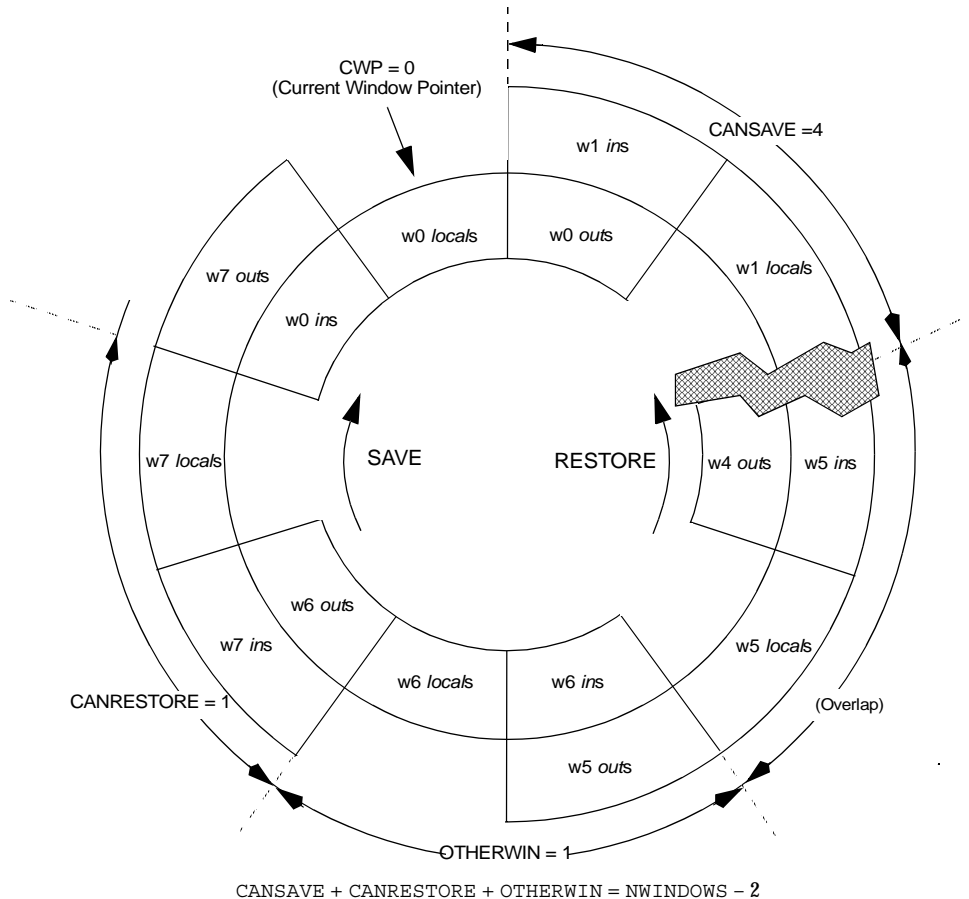 CWP = 0
(Current Window Pointer)
CANSAVE =4
w1 ins
w0 locals
w0 outs
w7 outs
w1 locals
w0 ins
SAVE
RESTORE
w7 locals
w4 outs
w5 ins
w6 outs
w7 ins
w5 locals
w6 locals
w6 ins
CANRESTORE = 1
(Overlap)
w5 outs
OTHERWIN = 1
CANSAVE + CANRESTORE + OTHERWIN = NWINDOWS – 2